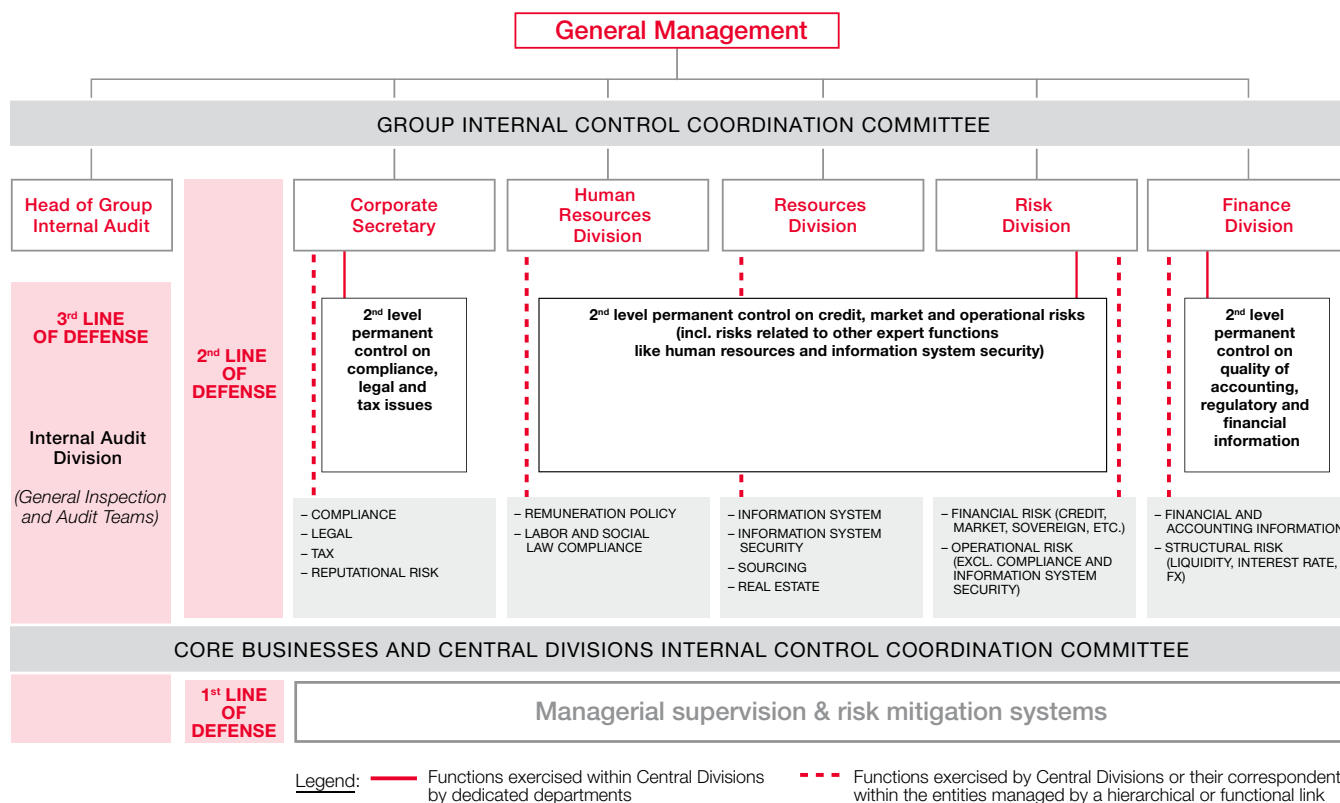 General Management
GROUP INTERNAL CONTROL COORDINATION COMMITTEE
Head of Group
Internal Audit
Corporate
Secretary
Human
Resources
Division
Resources
Division
Risk
Division
Finance
Division
3rd LINE
OF DEFENSE
Internal Audit
Division
(General Inspection
and Audit Teams)
2nd LINE
OF
DEFENSE
2nd level
permanent
control on
compliance,
legal and
tax issues
2nd level permanent control on credit, market and operational risks
(incl. risks related to other expert functions
like human resources and information system security)
2nd level
permanent
control on
quality of
accounting,
regulatory and
financial
information
– COMPLIANCE
– LEGAL
– TAX
– REPUTATIONAL RISK
– REMUNERATION POLICY
– LABOR AND SOCIAL
LAW COMPLIANCE
– INFORMATION SYSTEM
– INFORMATION SYSTEM
SECURITY
– SOURCING
– REAL ESTATE
– FINANCIAL RISK (CREDIT,
MARKET, SOVEREIGN, ETC.)
– OPERATIONAL RISK
(EXCL. COMPLIANCE AND
INFORMATION SYSTEM
SECURITY)
– FINANCIAL AND
ACCOUNTING INFORMATION
– STRUCTURAL RISK
(LIQUIDITY, INTEREST RATE,
FX)
CORE BUSINESSES AND CENTRAL DIVISIONS INTERNAL CONTROL COORDINATION COMMITTEE
1st LINE
OF
DEFENSE
Managerial supervision & risk mitigation systems
Legend:
Functions exercised within Central Divisions
by dedicated departments
Functions exercised by Central Divisions or their correspondent
within the entities managed by a hierarchical or functional link